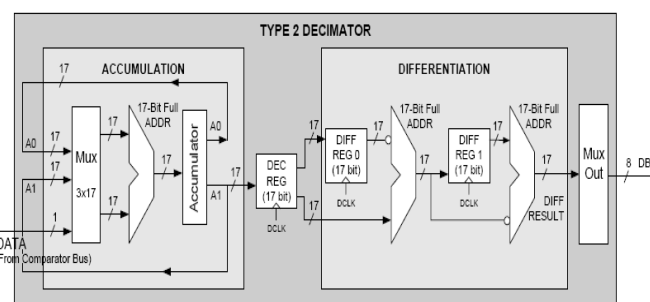 TYPE 2 DECIMATOR
ACCUMULATION
DIFFERENTIATION
17
17
17-Bit Full
ADDR
17-Bit Full
ADDR
17-Bit Full
ADDR
A0
17
A1
17
1
Mux
3x17
17
17
17
Accumulator
A0
A1
17
DEC
REG
(17 bit)
DCLK
17
17
DIFF
REG 0
(17 bit)
DCLK
17
17
DIFF
REG 1
(17 bit)
DCLK
17
17
DIFF
RESULT
Mux
Out
8
DB
DATA
From Comparator Bus)